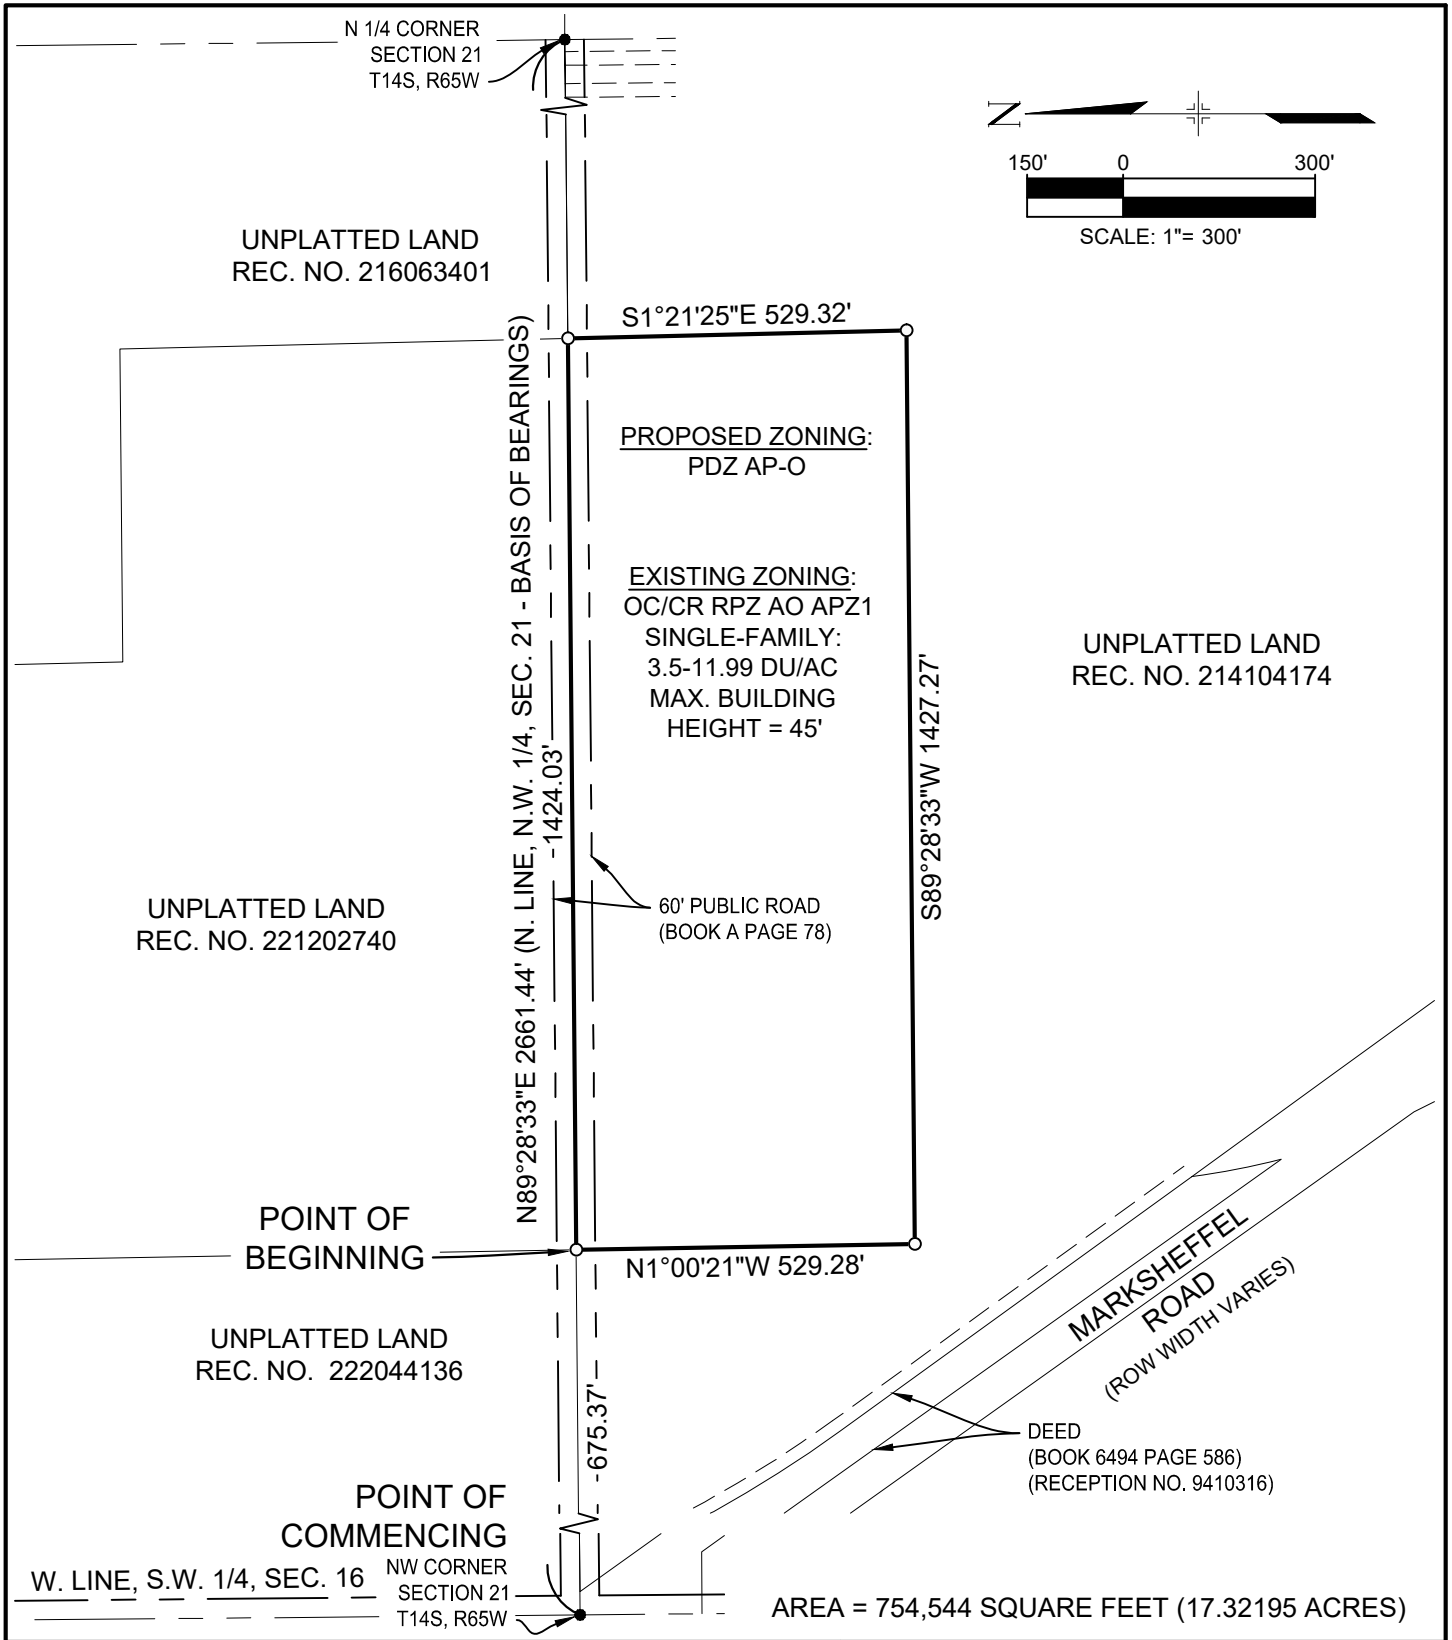 N 1/4 CORNER
SECTION 21
T14S, R65W
N
150' 0 300'
SCALE: 1"= 300'
UNPLATTED LAND
REC. NO. 216063401
S1°21'25"E 529.32'
N89°28'33"E 2661.44' (N. LINE, N.W. 1/4, SEC. 21 - BASIS OF BEARINGS)
1424.03'
PROPOSED ZONING:
PDZ AP-O
EXISTING ZONING:
OC/CR RPZ AO APZ1
SINGLE-FAMILY:
3.5-11.99 DU/AC
MAX. BUILDING
HEIGHT = 45'
S89°28'33"W 1427.27'
UNPLATTED LAND
REC. NO. 214104174
UNPLATTED LAND
REC. NO. 221202740
60' PUBLIC ROAD
(BOOK A PAGE 78)
POINT OF
BEGINNING
N1°00'21"W 529.28'
MARKSHEFFEL
ROAD
(ROW WIDTH VARIES)
UNPLATTED LAND
REC. NO. 222044136
675.37'
DEED
(BOOK 6494 PAGE 586)
(RECEPTION NO. 9410316)
POINT OF
COMMENCING
NW CORNER
SECTION 21
T14S, R65W
W. LINE, S.W. 1/4, SEC. 16
AREA = 754,544 SQUARE FEET (17.32195 ACRES)